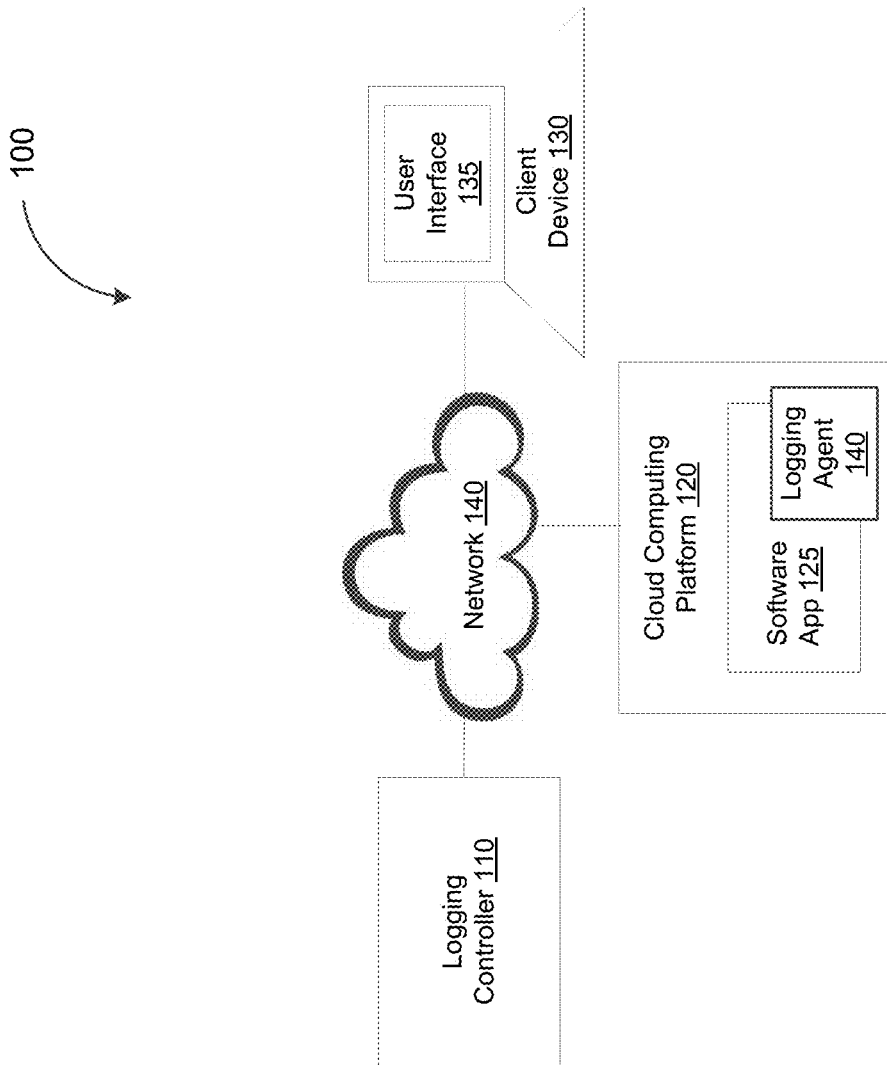 100
Logging
Controller 110
Network 140
User
Interface
135
Client
Device 130
Cloud Computing
Platform 120
Software
App 125
Logging
Agent
140